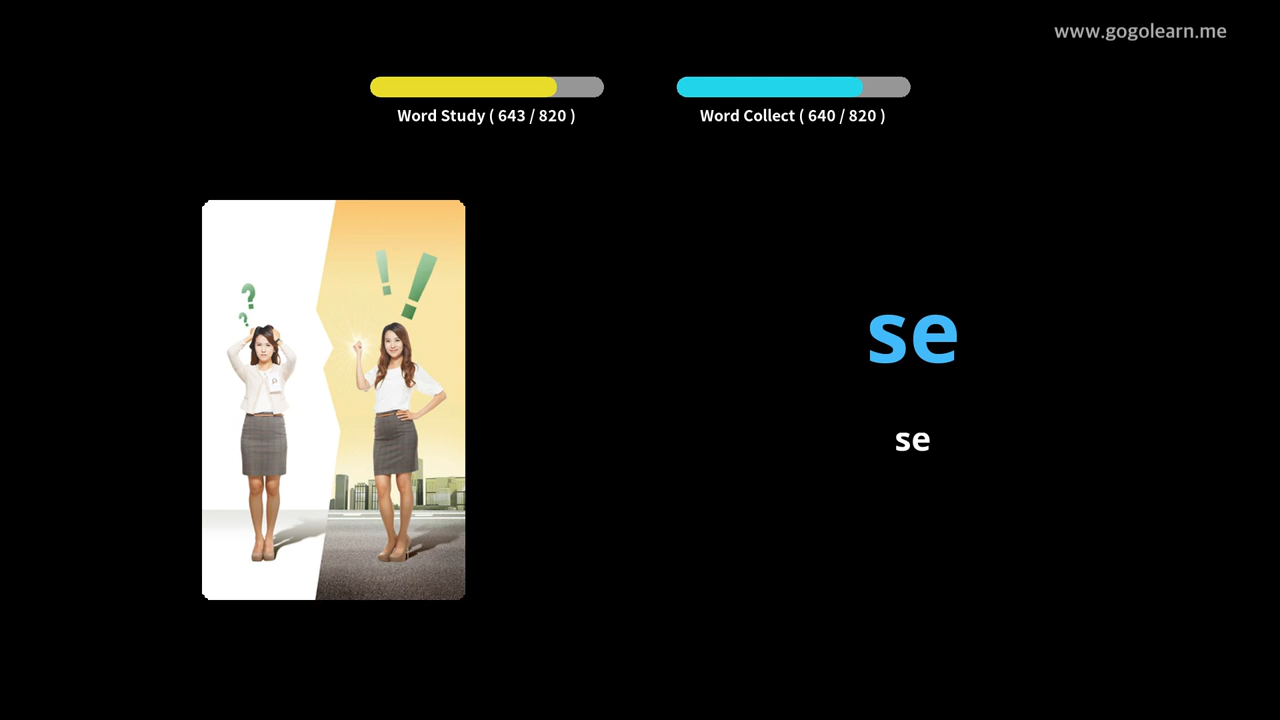 www.gogolearn.me
Word Study ( 643 / 820 )
Word Collect ( 640 / 820 )
? !!
?
se
se